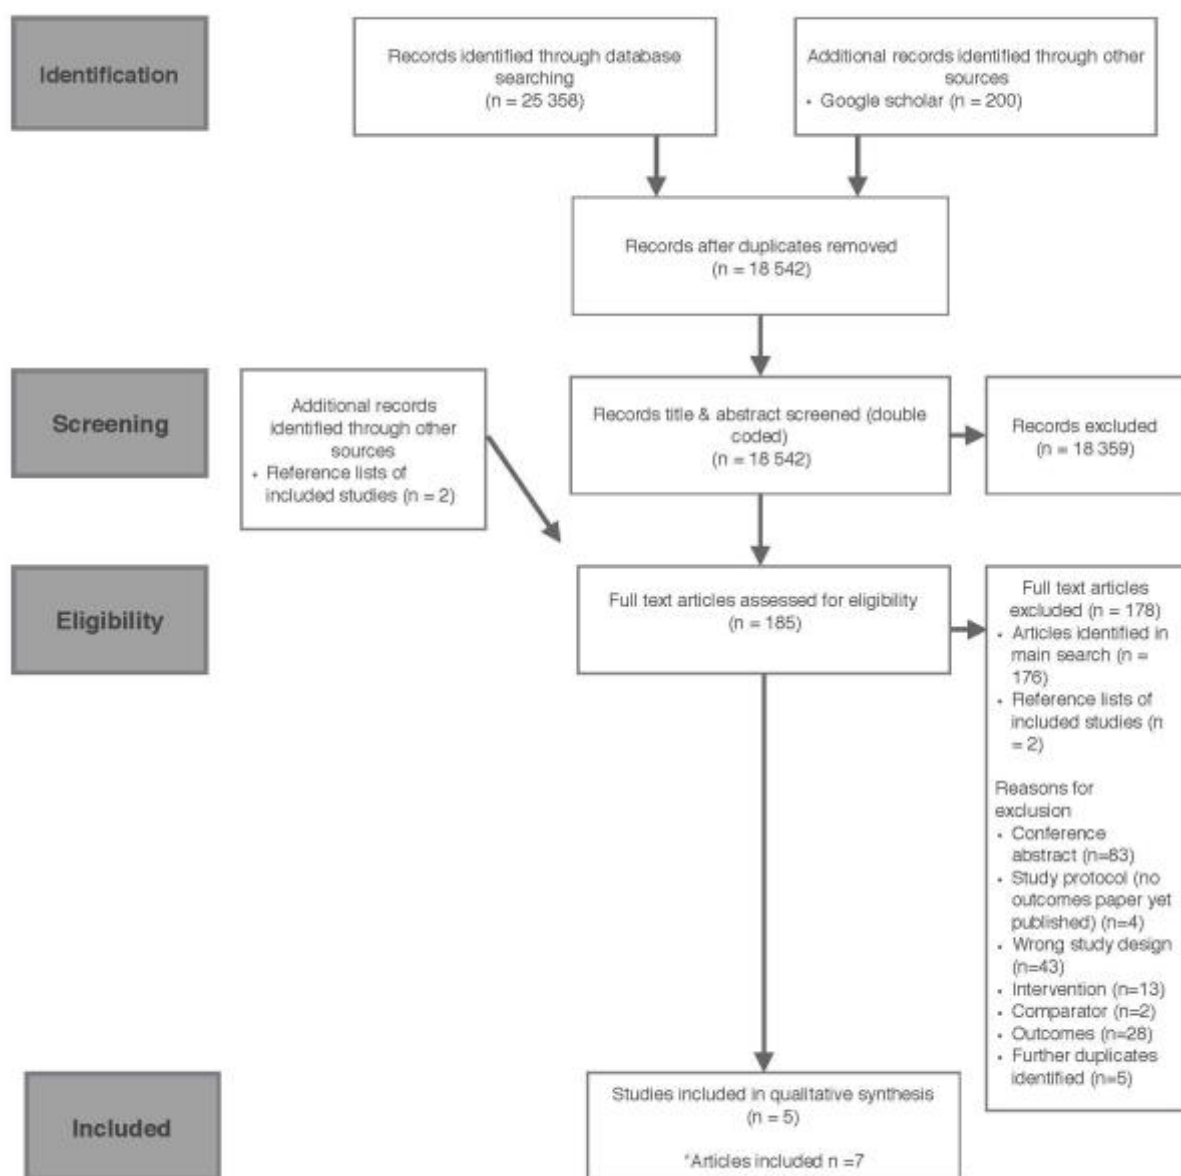 Identification
Records identified through database
searching
(n = 25 358)
Additional records identified through other
sources
• Google scholar (n = 200)
Records after duplicates removed
(n = 18 542)
Screening
Additional records
identified through other
sources
• Reference lists of
included studies (n = 2)
Records title & abstract screened (double
coded)
(n = 18 542)
Records excluded
(n = 18 359)
Eligibility
Full text articles assessed for eligibility
(n = 185)
Full text articles
excluded (n = 178)
• Articles identified in
main search (n =
176)
• Reference lists of
included studies (n
= 2)
Reasons for
exclusion
• Conference
abstract (n=83)
• Study protocol (no
outcomes paper yet
published) (n=4)
• Wrong study design
(n=43)
• Intervention (n=13)
• Comparator (n=2)
• Outcomes (n=28)
• Further duplicates
identified (n=5)
Included
Studies included in qualitative synthesis
(n = 5)
*Articles included n =7